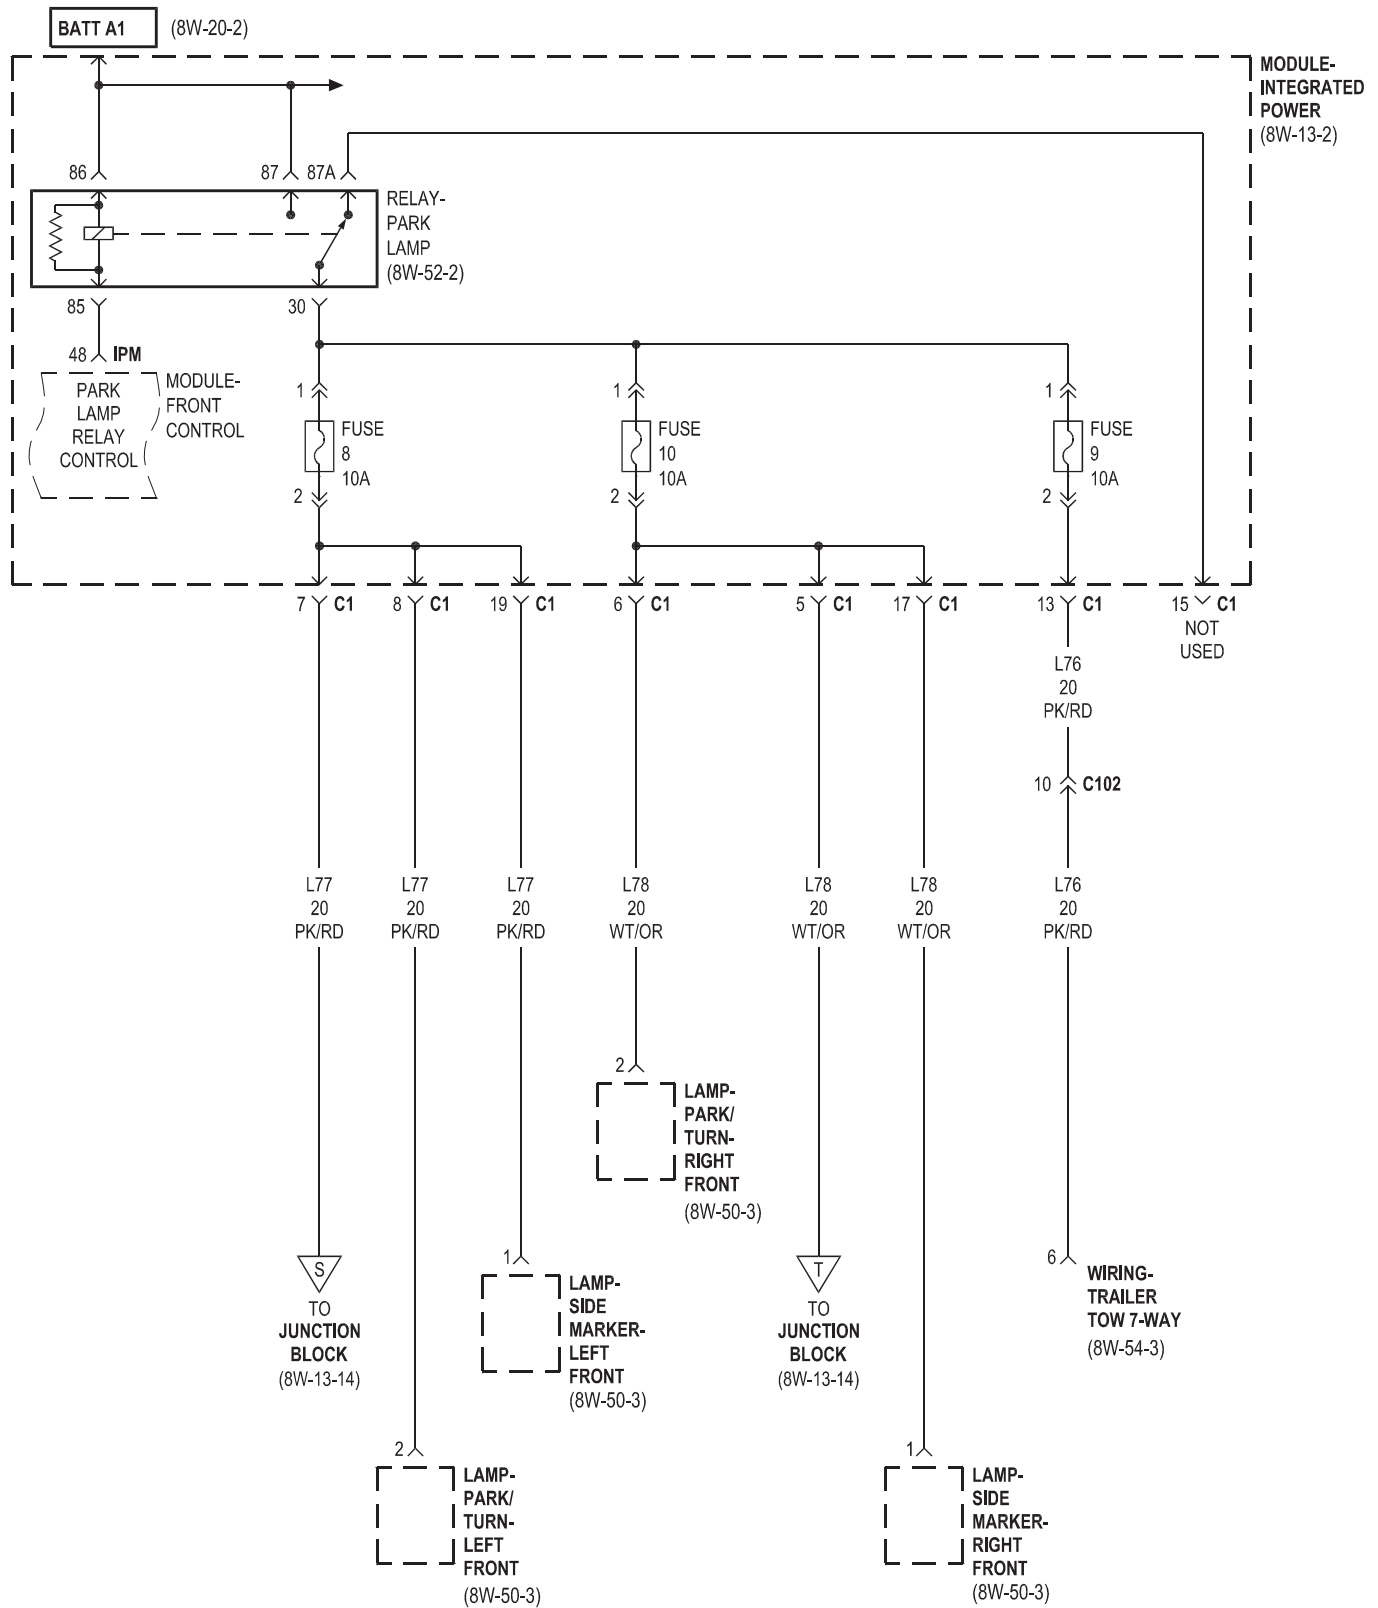 BATT A1 (8W-20-2)
MODULE-
INTEGRATED
POWER
(8W-13-2)
86 87 87A
RELAY-
PARK
LAMP
(8W-52-2)
85 30
48 IPM
PARK
LAMP
RELAY
CONTROL
MODULE-
FRONT
CONTROL
1 1 1
FUSE
8
10A
FUSE
10
10A
FUSE
9
10A
2 2 2
7 C1 8 C1 19 C1 6 C1 5 C1 17 C1 13 C1 15 C1
NOT
USED
L76
20
PK/RD
10 C102
L77 L77 L77 L78 L78 L78 L76
20 20 20 20 20 20 20
PK/RD PK/RD PK/RD WT/OR WT/OR WT/OR PK/RD
2
LAMP-
PARK/
TURN-
RIGHT
FRONT
(8W-50-3)
S
TO
JUNCTION
BLOCK
(8W-13-14)
1
LAMP-
SIDE
MARKER-
LEFT
FRONT
(8W-50-3)
T
TO
JUNCTION
BLOCK
(8W-13-14)
6
WIRING-
TRAILER
TOW 7-WAY
(8W-54-3)
2
LAMP-
PARK/
TURN-
LEFT
FRONT
(8W-50-3)
1
LAMP-
SIDE
MARKER-
RIGHT
FRONT
(8W-50-3)